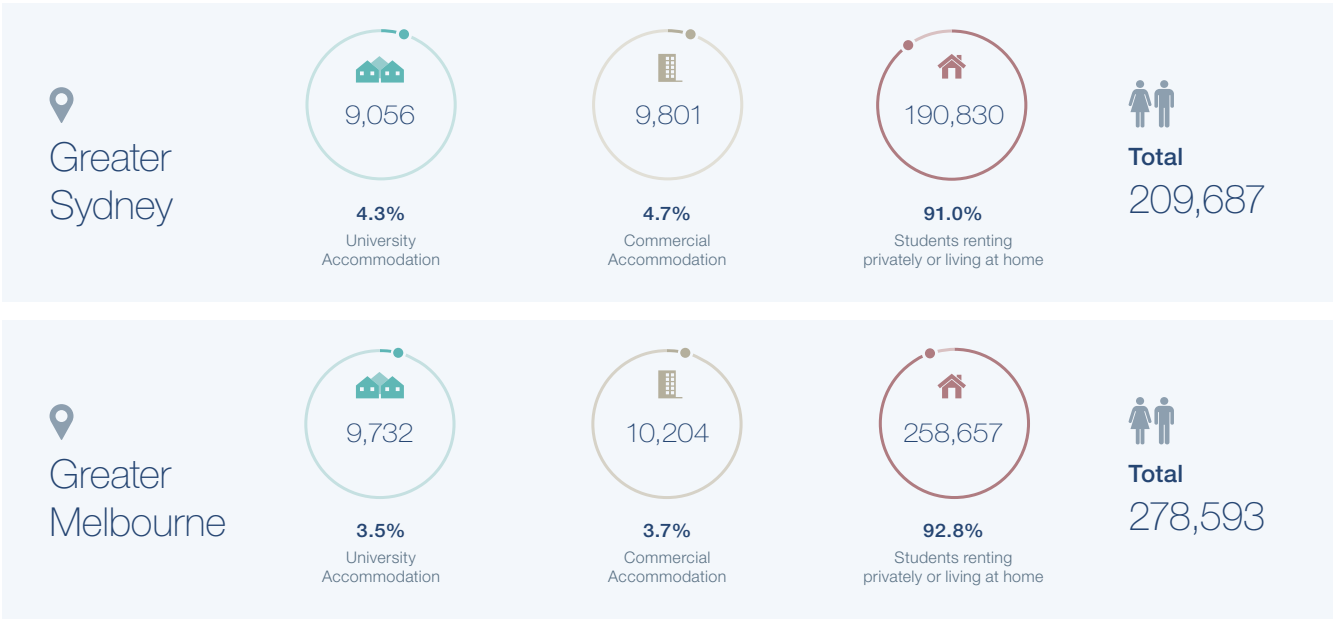 Greater
Sydney
9,056
4.3%
University
Accommodation
9,801
4.7%
Commercial
Accommodation
190,830
91.0%
Students renting
privately or living at home
Total
209,687
Greater
Melbourne
9,732
3.5%
University
Accommodation
10,204
3.7%
Commercial
Accommodation
258,657
92.8%
Students renting
privately or living at home
Total
278,593